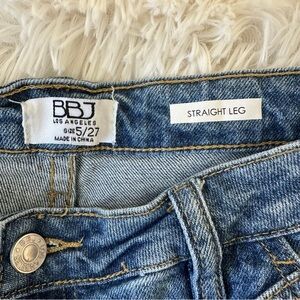 BBJ
LOS ANGELES
SIZE 5/27
MADE IN CHINA
STRAIGHT LEG